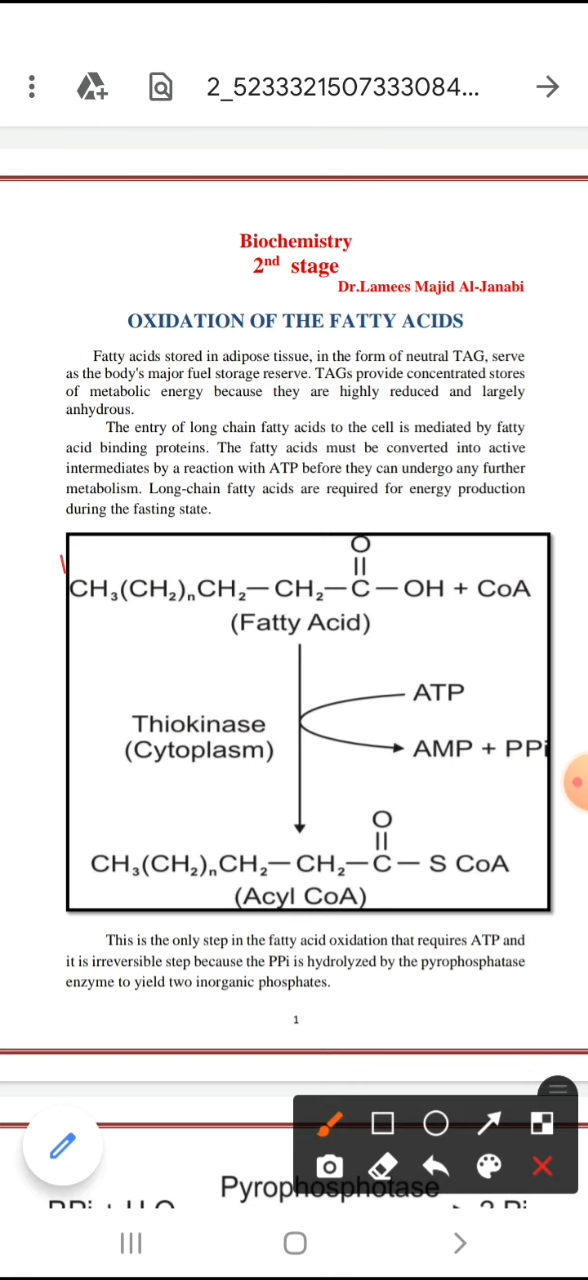 2_5233321507333084...
Biochemistry
2nd stage
Dr.Lamees Majid Al-Janabi
OXIDATION OF THE FATTY ACIDS
Fatty acids stored in adipose tissue, in the form of neutral TAG, serve
as the body's major fuel storage reserve. TAGs provide concentrated stores
of metabolic energy because they are highly reduced and largely
anhydrous.
The entry of long chain fatty acids to the cell is mediated by fatty
acid binding proteins. The fatty acids must be converted into active
intermediates by a reaction with ATP before they can undergo any further
metabolism. Long-chain fatty acids are required for energy production
during the fasting state.
O
||
CH₃(CH₂)ₙCH₂—CH₂—C—OH + CoA
(Fatty Acid)
ATP
Thiokinase
(Cytoplasm)
AMP + PPi
O
||
CH₃(CH₂)ₙCH₂—CH₂—C—S CoA
(Acyl CoA)
This is the only step in the fatty acid oxidation that requires ATP and
it is irreversible step because the PPi is hydrolyzed by the pyrophosphatase
enzyme to yield two inorganic phosphates.
1
Pyrophosphotase